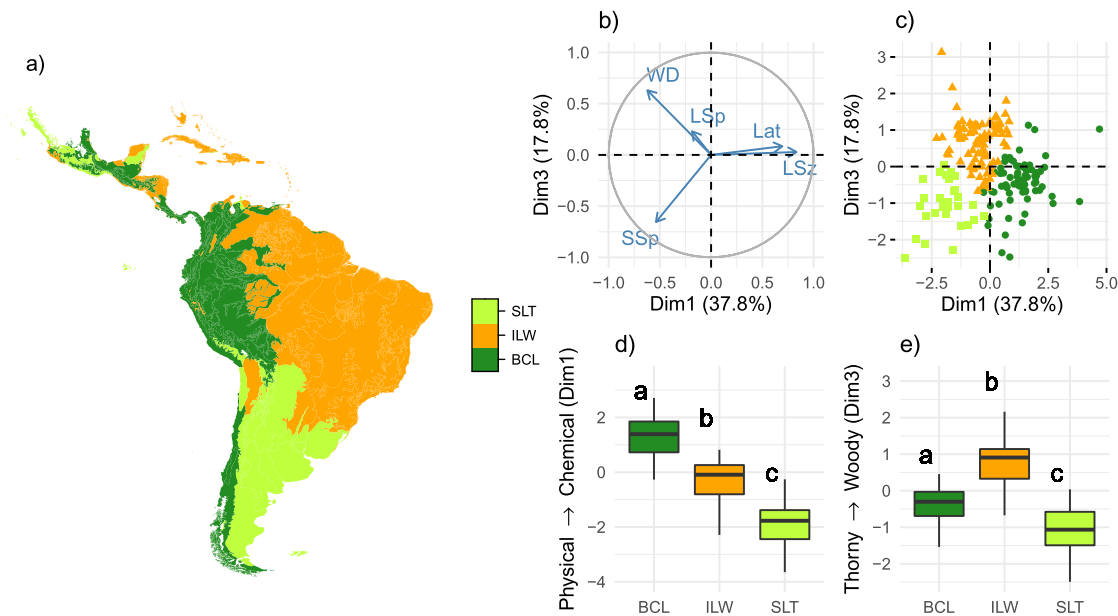 a)
SLT
ILW
BCL
b)
Dim3 (17.8%)
1.0
0.5
0.0
−0.5
−1.0
WD
LSp
Lat
LSz
SSp
−1.0 −0.5 0.0 0.5 1.0
Dim1 (37.8%)
c)
Dim3 (17.8%)
3
2
1
0
−1
−2
−2.5 0.0 2.5 5.0
Dim1 (37.8%)
d)
Physical → Chemical (Dim1)
2
0
−2
−4
a
b
c
BCL ILW SLT
e)
Thorny → Woody (Dim3)
3
2
1
0
−1
−2
a
b
c
BCL ILW SLT